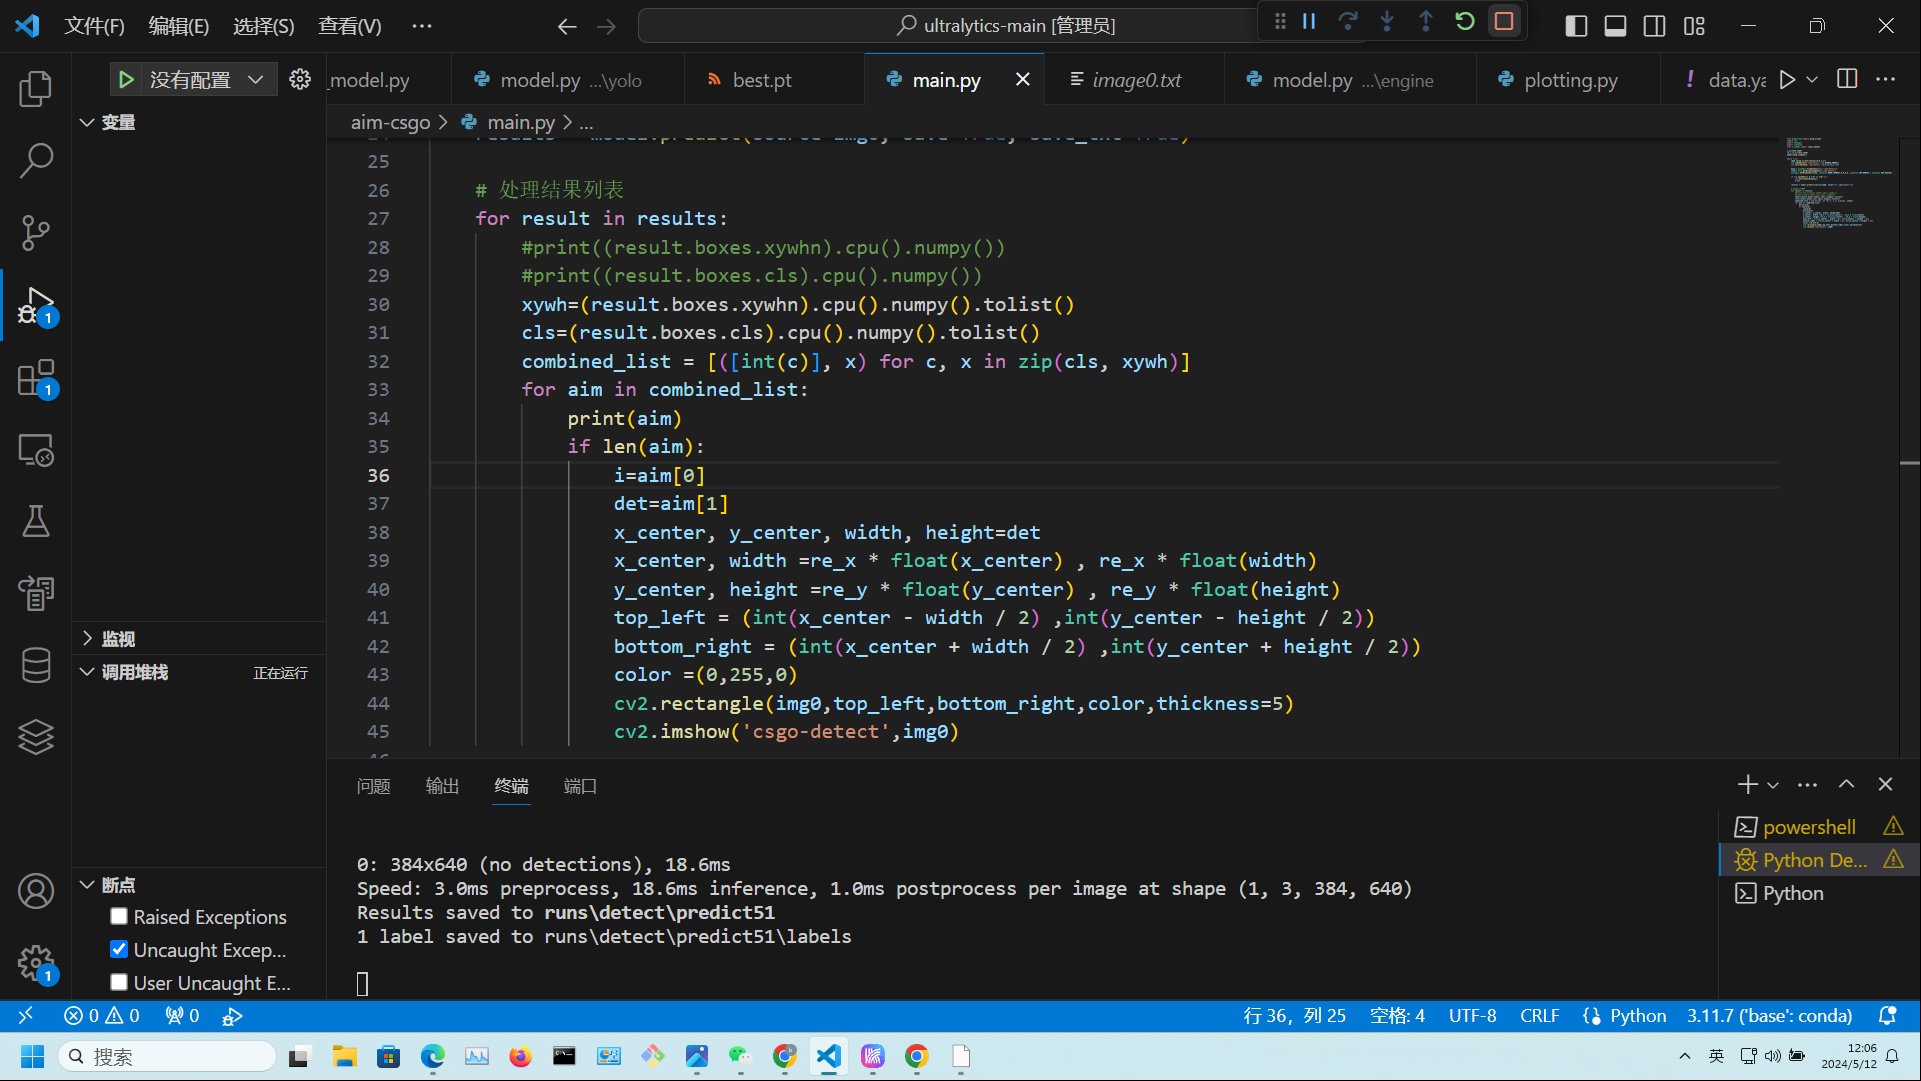 文件(F) 编辑(E) 选择(S) 查看(V) ···
ultralytics-main [管理员]
没有配置
_model.py
model.py ...\yolo
best.pt
main.py
image0.txt
model.py ...\engine
plotting.py
! data.ya
变量
aim-csgo > main.py > ...
25
26 # 处理结果列表
27 for result in results:
28 #print((result.boxes.xywhn).cpu().numpy())
29 #print((result.boxes.cls).cpu().numpy())
30 xywh=(result.boxes.xywhn).cpu().numpy().tolist()
31 cls=(result.boxes.cls).cpu().numpy().tolist()
32 combined_list = [([int(c)], x) for c, x in zip(cls, xywh)]
33 for aim in combined_list:
34 print(aim)
35 if len(aim):
36 i=aim[0]
37 det=aim[1]
38 x_center, y_center, width, height=det
39 x_center, width =re_x * float(x_center) , re_x * float(width)
40 y_center, height =re_y * float(y_center) , re_y * float(height)
41 top_left = (int(x_center - width / 2) ,int(y_center - height / 2))
42 bottom_right = (int(x_center + width / 2) ,int(y_center + height / 2))
43 color =(0,255,0)
44 cv2.rectangle(img0,top_left,bottom_right,color,thickness=5)
45 cv2.imshow('csgo-detect',img0)
监视
调用堆栈 正在运行
断点
Raised Exceptions
Uncaught Excep...
User Uncaught E...
1
1
1
问题 输出 终端 端口
0: 384x640 (no detections), 18.6ms
Speed: 3.0ms preprocess, 18.6ms inference, 1.0ms postprocess per image at shape (1, 3, 384, 640)
Results saved to runs\detect\predict51
1 label saved to runs\detect\predict51\labels
powershell
Python De...
Python
0 0 0
行 36，列 25 空格: 4 UTF-8 CRLF Python 3.11.7 ('base': conda)
搜索
英
12:06
2024/5/12